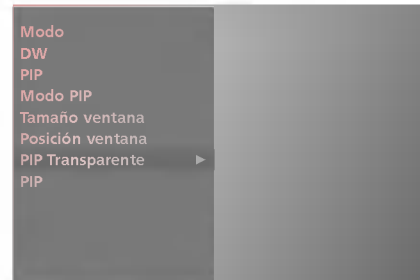 Modo
DW
PIP
Modo PIP
Tamaño ventana
Posición ventana
PIP Transparente
PIP